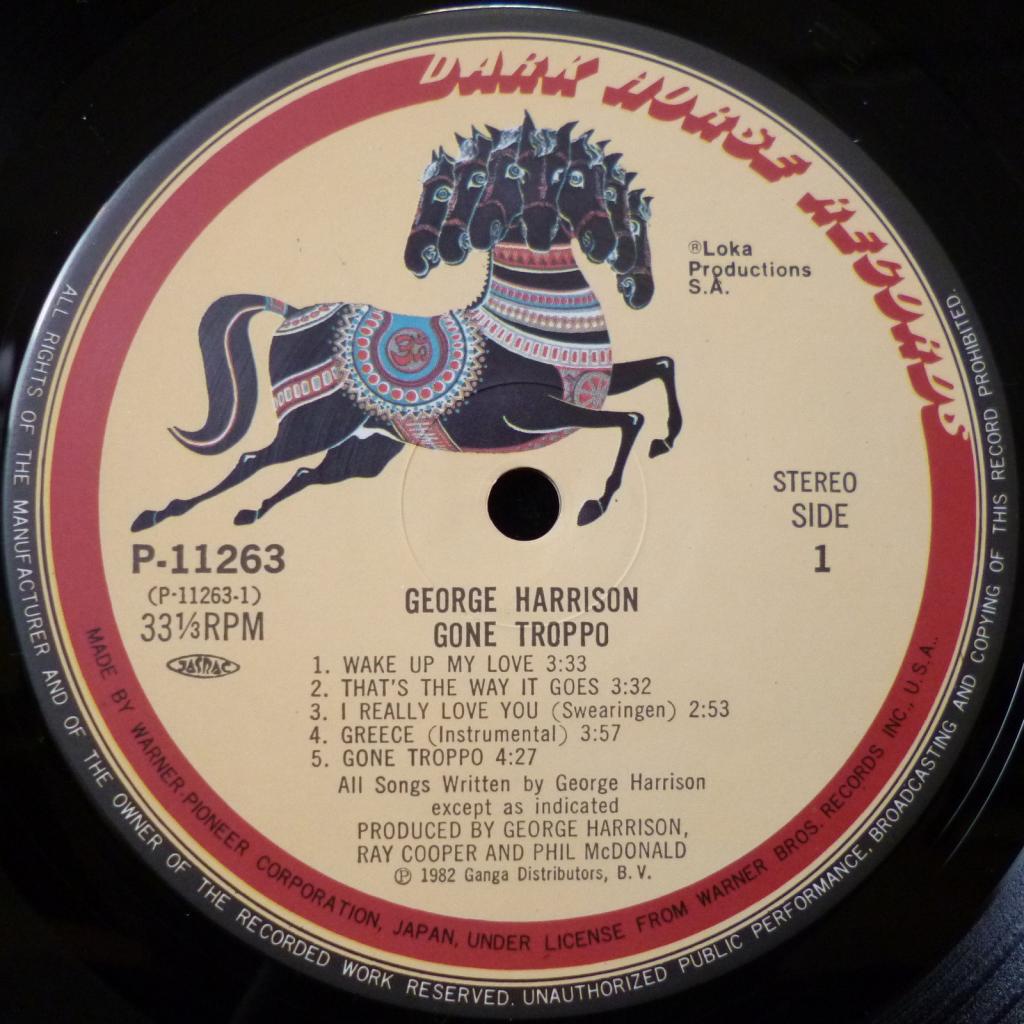 DARK HORSE RECORDS
®Loka
Productions
S.A.
STEREO
SIDE
1
P-11263
(P-11263-1)
33⅓RPM
JASRAC
GEORGE HARRISON
GONE TROPPO
1. WAKE UP MY LOVE 3:33
2. THAT'S THE WAY IT GOES 3:32
3. I REALLY LOVE YOU (Swearingen) 2:53
4. GREECE (Instrumental) 3:57
5. GONE TROPPO 4:27
All Songs Written by George Harrison
except as indicated
PRODUCED BY GEORGE HARRISON,
RAY COOPER AND PHIL McDONALD
℗ 1982 Ganga Distributors, B. V.
MADE BY WARNER-PIONEER CORPORATION, JAPAN, UNDER LICENSE FROM WARNER BROS. RECORDS INC., U.S.A..
ALL RIGHTS OF THE MANUFACTURER AND OF THE OWNER OF THE RECORDED WORK RESERVED. UNAUTHORIZED PUBLIC PERFORMANCE, BROADCASTING AND COPYING OF THIS RECORD PROHIBITED.